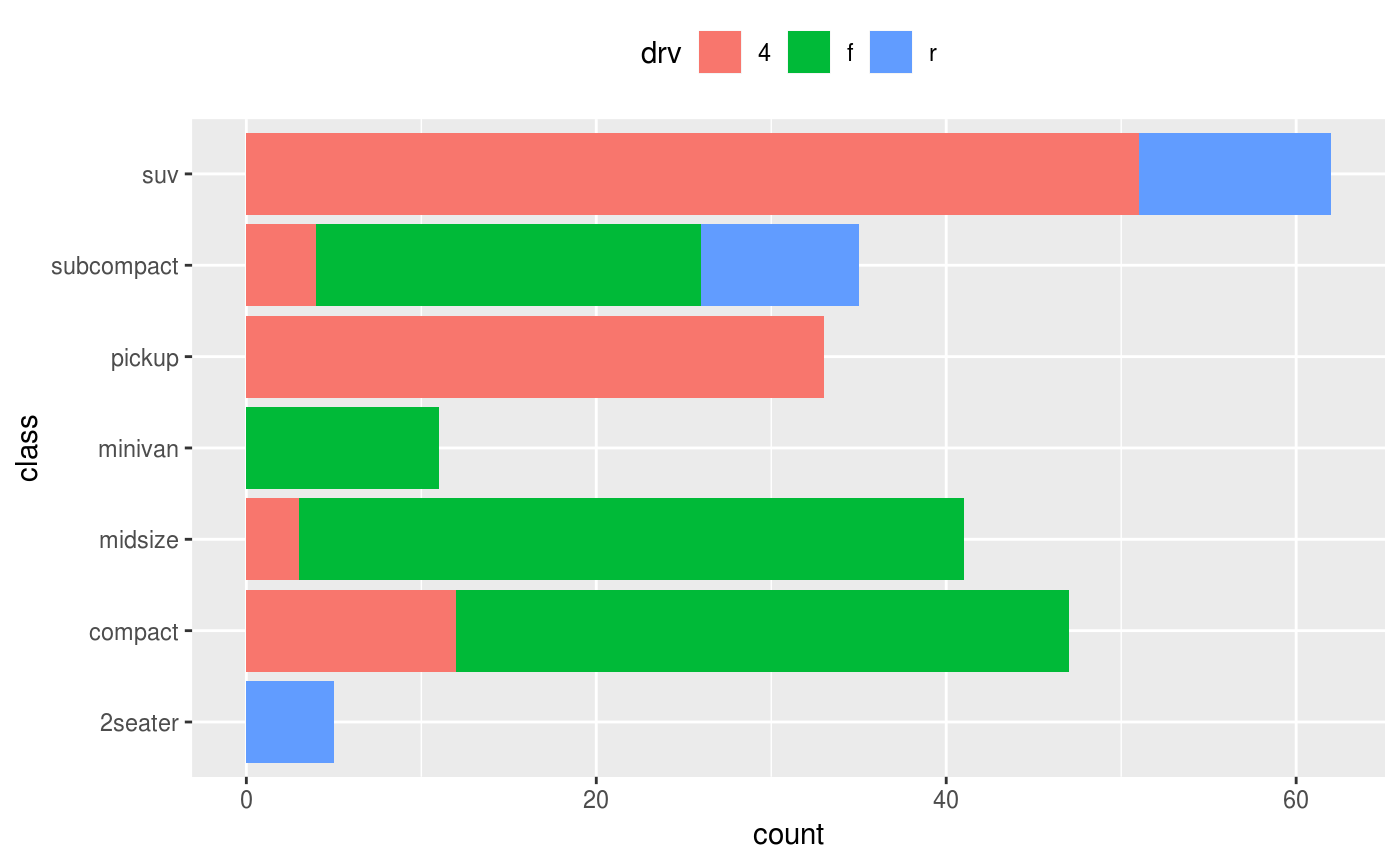 drv 4 f r
suv
subcompact
pickup
minivan
midsize
compact
2seater
class
0 20 40 60
count